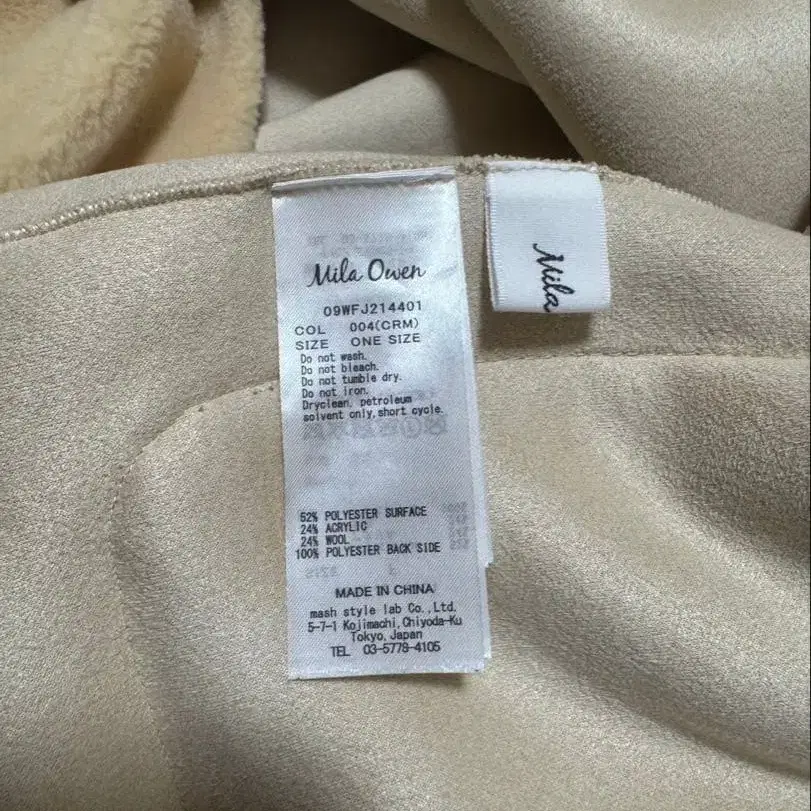 Mila Owen
09WFJ214401
COL 004(CRM)
SIZE ONE SIZE
Do not wash.
Do not bleach.
Do not tumble dry.
Do not iron.
Dryclean, petroleum
solvent only, short cycle.
52% POLYESTER SURFACE
24% ACRYLIC
24% WOOL
100% POLYESTER BACK SIDE
MADE IN CHINA
mash style lab Co.,Ltd.
5-7-1 Kojimachi,Chiyoda-Ku
Tokyo,Japan
TEL 03-5778-4105
Mila